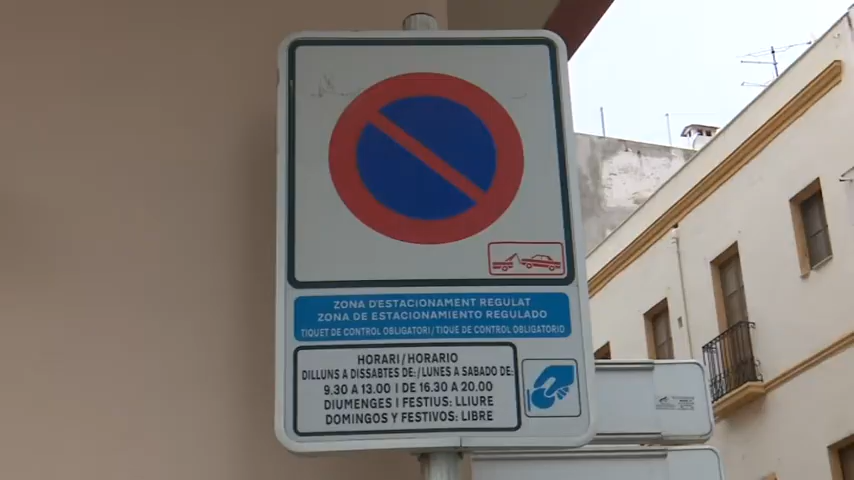 ZONA D'ESTACIONAMENT REGULAT
ZONA DE ESTACIONAMIENTO REGULADO
TIQUET DE CONTROL OBLIGATORI / TIQUE DE CONTROL OBLIGATORIO
HORARI / HORARIO
DILLUNS A DISSABTES DE: / LUNES A SABADO DE:
9.30 A 13.00 I DE 16.30 A 20.00
DIUMENGES I FESTIUS: LLIURE
DOMINGOS Y FESTIVOS: LIBRE